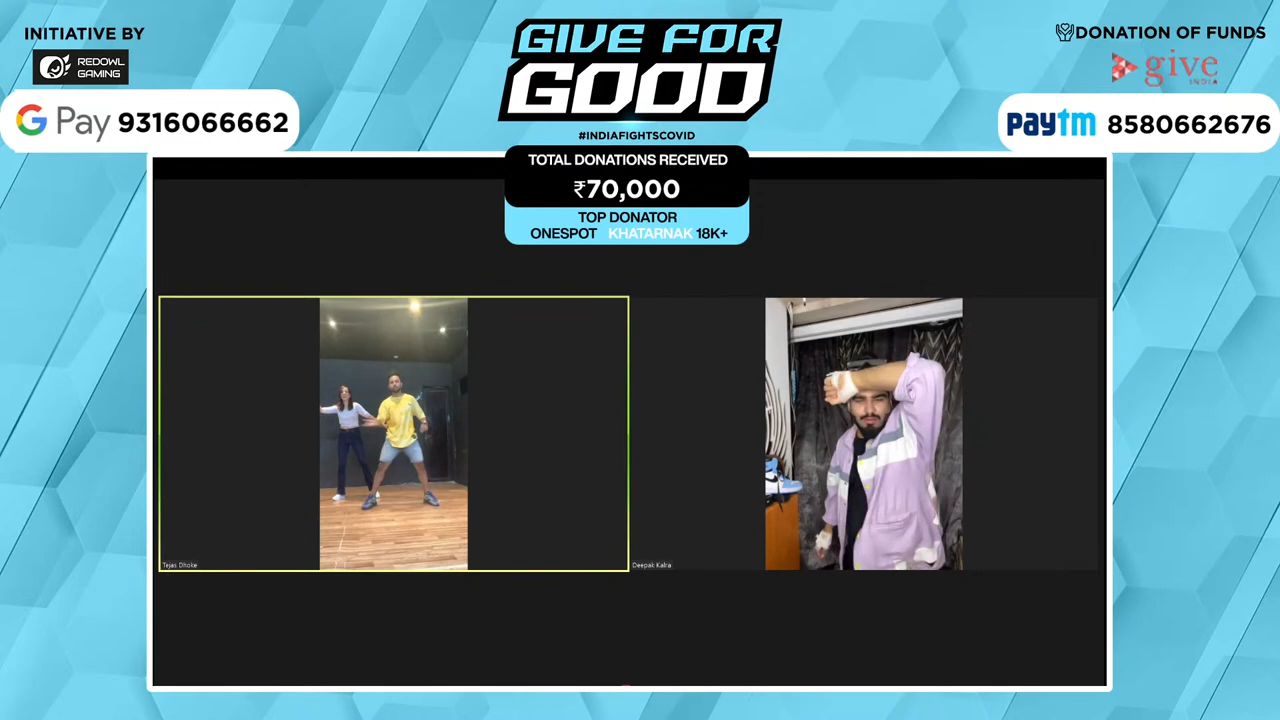 INITIATIVE BY
REDOWL
GAMING
G Pay 9316066662
GIVE FOR
GOOD
#INDIAFIGHTSCOVID
TOTAL DONATIONS RECEIVED
₹70,000
TOP DONATOR
ONESPOT KHATARNAK 18K+
DONATION OF FUNDS
give
INDIA
paytm 8580662676
Tejas Dhoke
Deepak Kalra